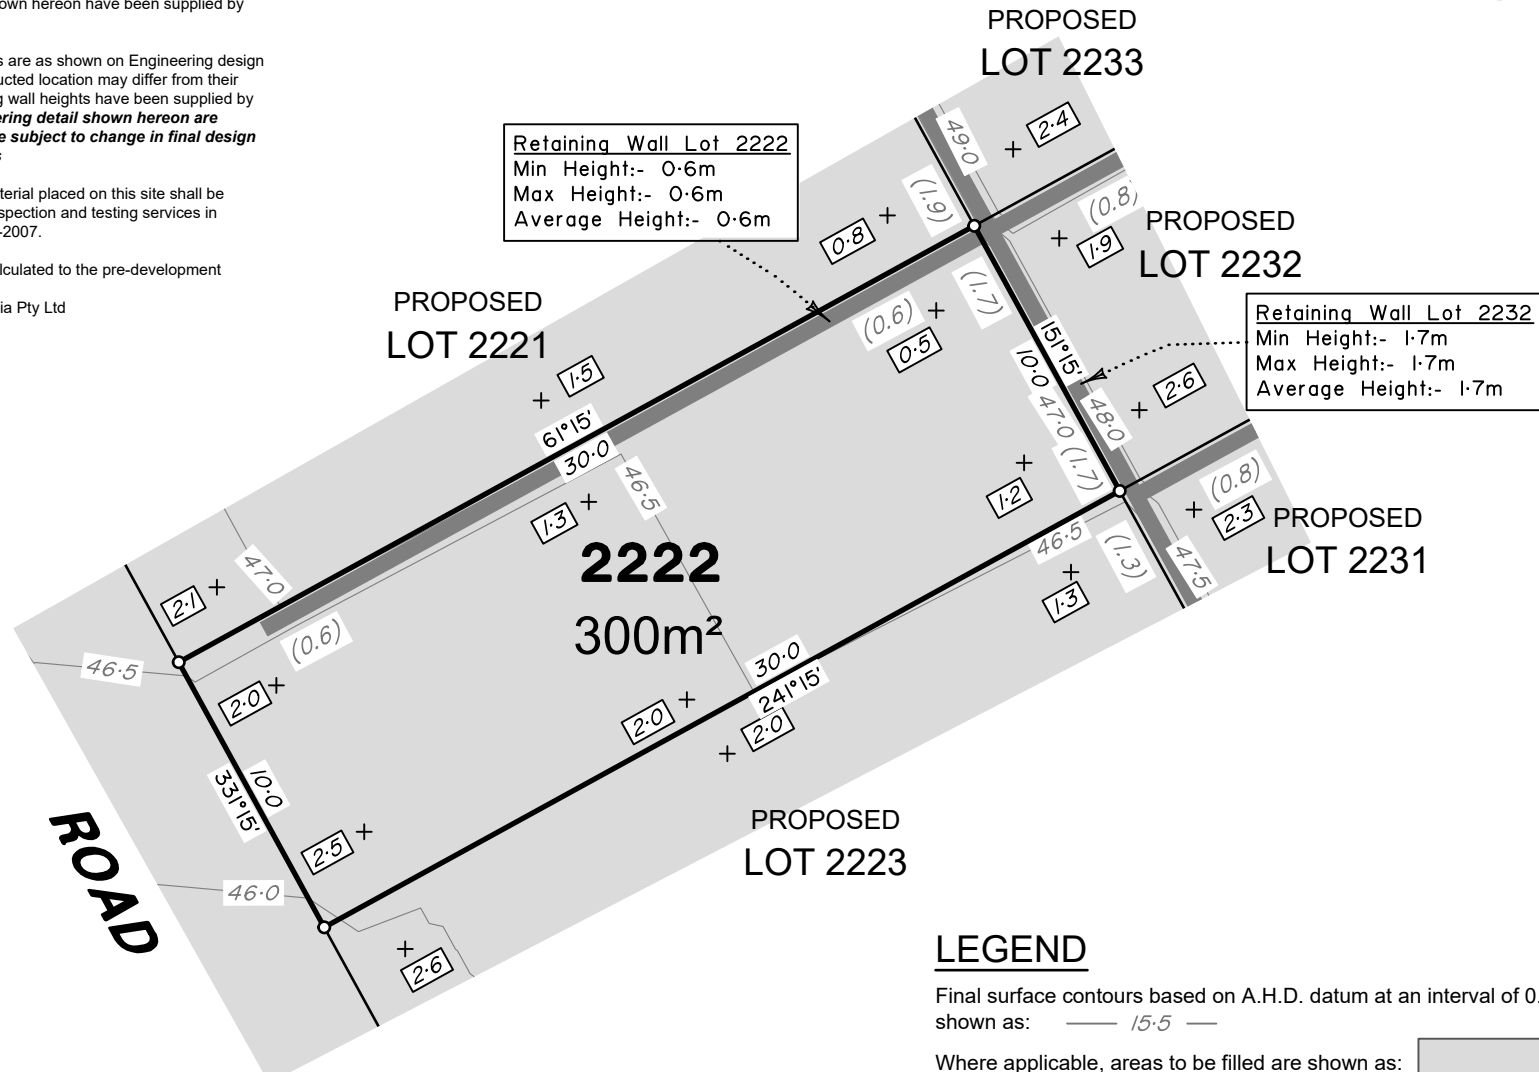 own hereon have been supplied by
s are as shown on Engineering design
ucted location may differ from their
g wall heights have been supplied by
ering detail shown hereon are
e subject to change in final design
s
terial placed on this site shall be
spection and testing services in
-2007.
lculated to the pre-development
ia Pty Ltd
PROPOSED
LOT 2233
49·0
2·4
Retaining Wall Lot 2222
Min Height:- 0·6m
Max Height:- 0·6m
Average Height:- 0·6m
(1.9)
0·8
(0.8)
1·9
PROPOSED
LOT 2232
PROPOSED
LOT 2221
(1.7)
(0.6)
0·5
151°15'
10·0
Retaining Wall Lot 2232
Min Height:- 1·7m
Max Height:- 1·7m
Average Height:- 1·7m
1·5
2·6
47·0
48·0
61°15'
30·0
46·5
(1.7)
1·2
(0.8)
2·3
PROPOSED
LOT 2231
1·3
46·5
(1.3)
47·5
2222
300m²
47·0
2·1
1·3
(0.6)
46·5
30·0
241°15'
2·0
2·0
2·0
331°15'
10·0
PROPOSED
LOT 2223
ROAD
2·5
46·0
2·6
LEGEND
Final surface contours based on A.H.D. datum at an interval of 0.
shown as: 15·5
Where applicable, areas to be filled are shown as: